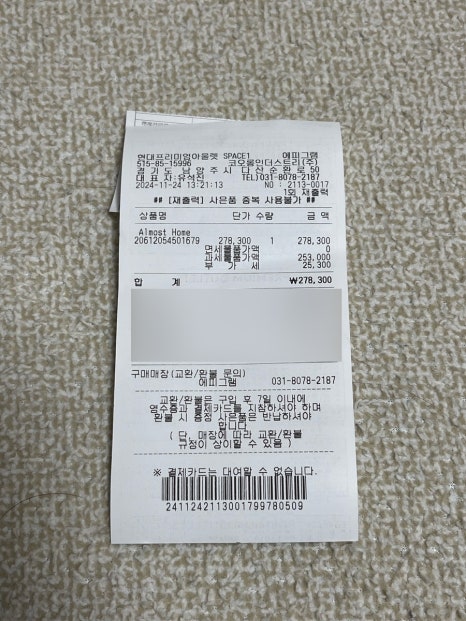 현대프리미엄아울렛 SPACE1 에피그램
515-85-15996 코오롱인더스트리(주)
경기도 남양주시 다산순환로 50
대표자:유석진 TEL)031-8078-2187
2024-11-24 13:21:13 NO : 2113-0017
1회 재출력
## [재출력] 사은품 중복 사용불가 ##
상품명 단가 수량 금 액
Almost Home
20612054501679 278,300 1 278,300
면세물품가액 0
과세물품가액 253,000
부 가 세 25,300
합 계 ₩278,300
구매매장(교환/환불 문의)
에피그램 031-8078-2187
교환/환불은 구입 후 7일 이내에
영수증과 결제카드를 지참하셔야 하며
환불 시 증정 사은품은 반납하셔야
합니다
( 단, 매장에 따라 교환/환불
규정이 상이할 수 있음 )
※ 결제카드는 대여할 수 없습니다.
2411242113001799780509